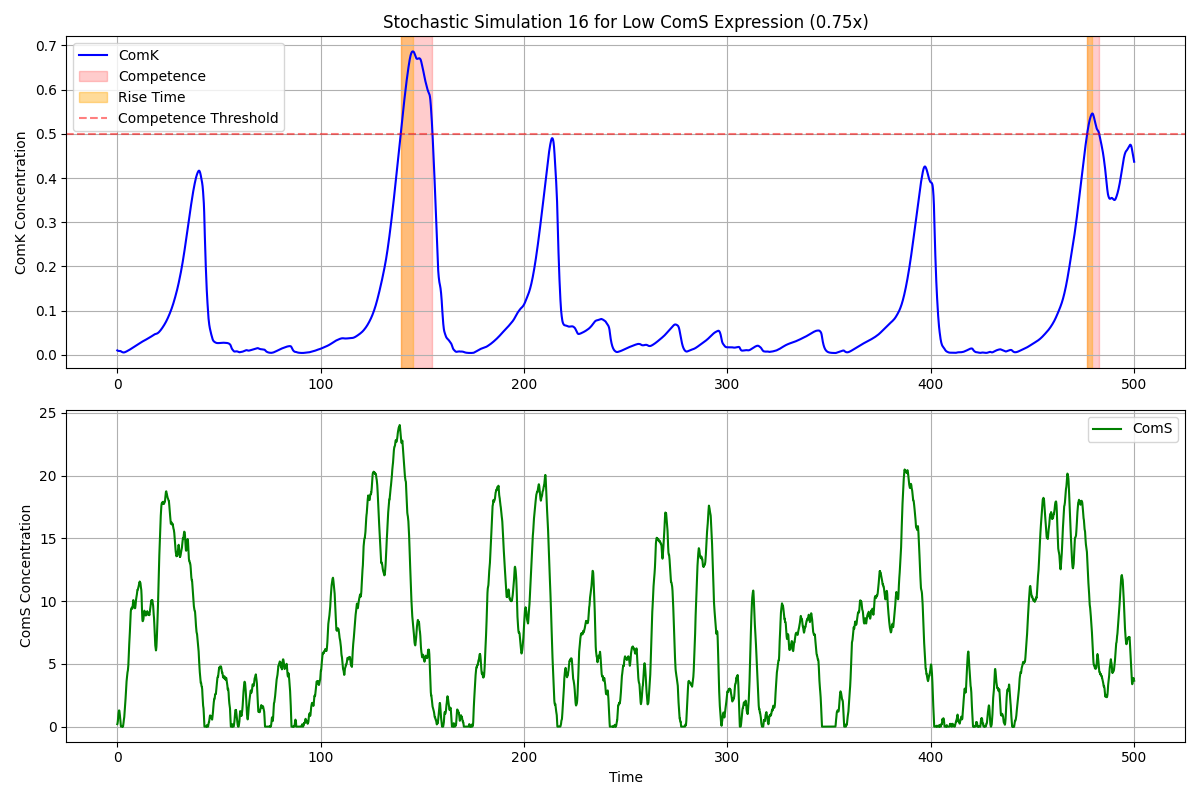 Stochastic Simulation 16 for Low ComS Expression (0.75x)
ComK
Competence
Rise Time
Competence Threshold
ComK Concentration
0.7
0.6
0.5
0.4
0.3
0.2
0.1
0.0
0 100 200 300 400 500
ComS
ComS Concentration
25
20
15
10
5
0
0 100 200 300 400 500
Time